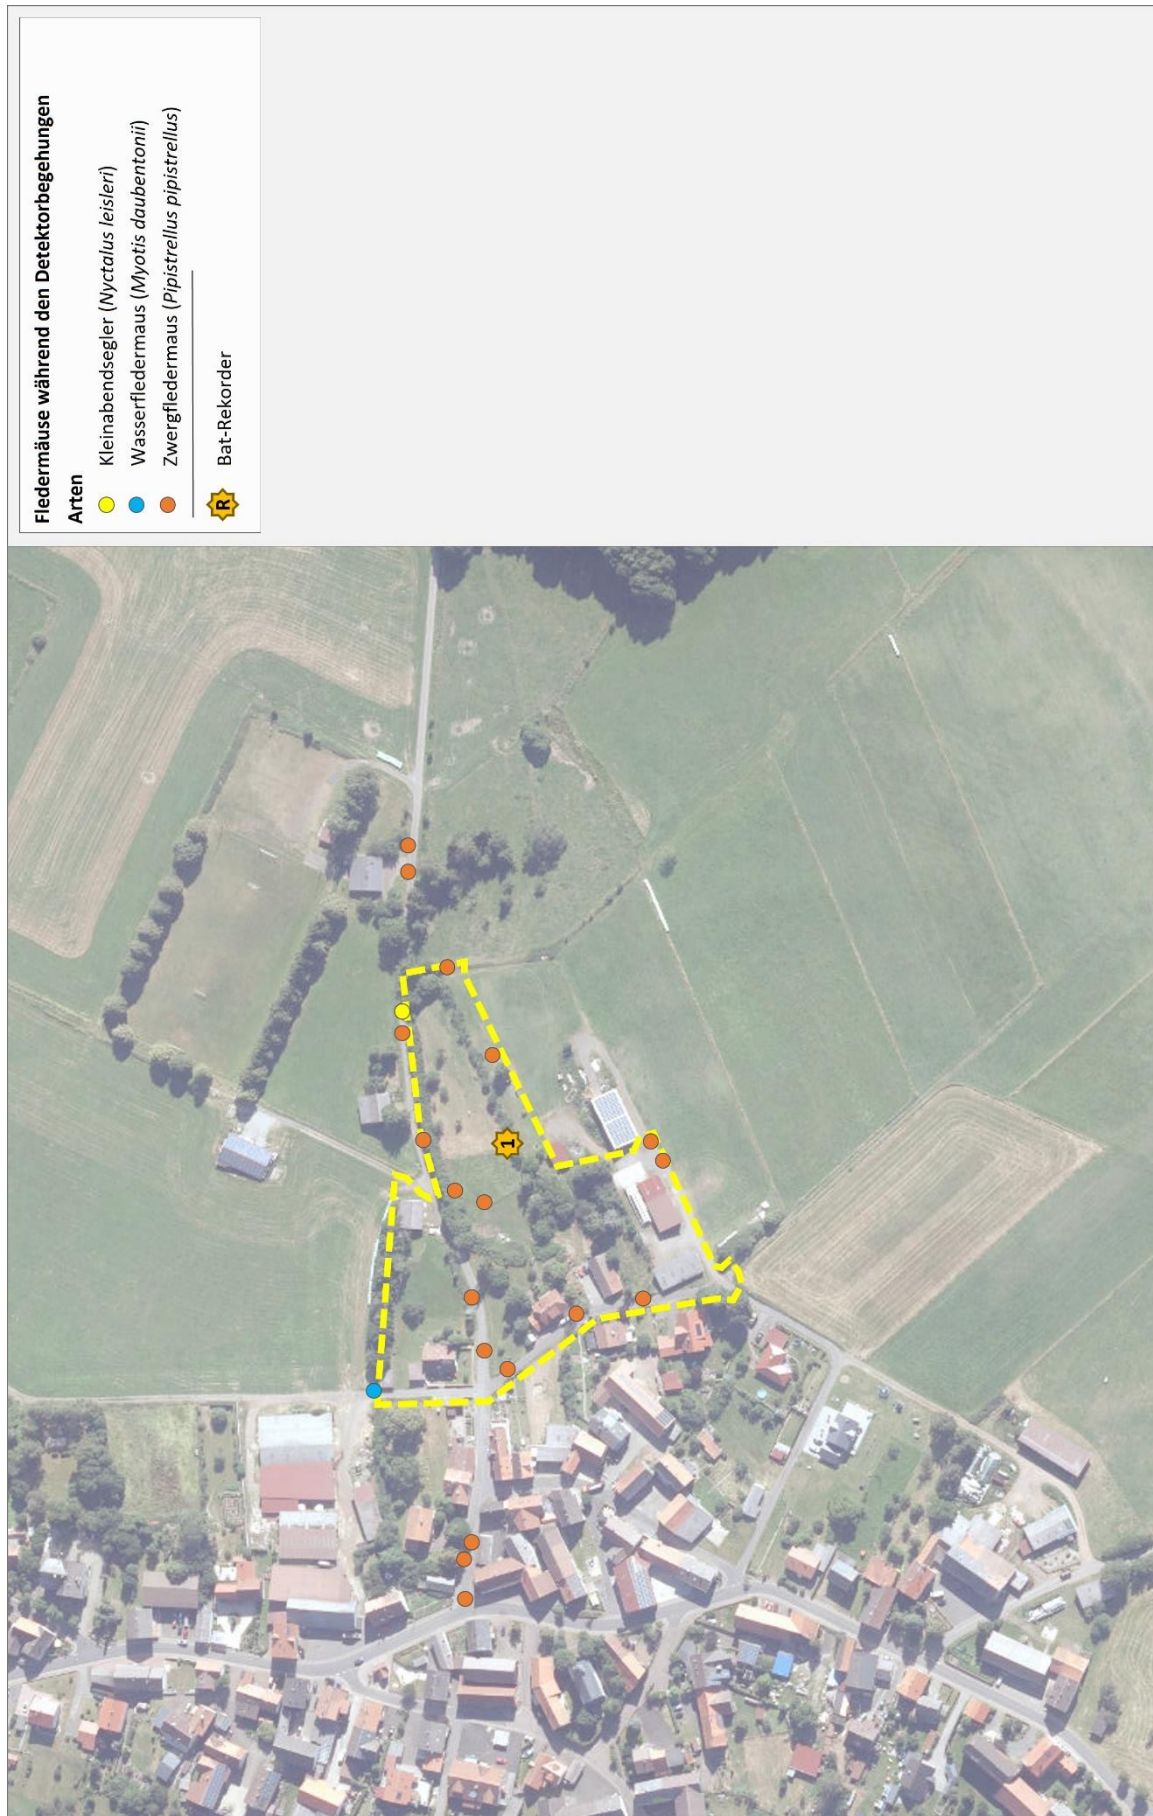 Fledermäuse während den Detektorbegehungen
Arten
Kleinabendsegler (Nyctalus leisleri)
Wasserfledermaus (Myotis daubentonii)
Zwergfledermaus (Pipistrellus pipistrellus)
R Bat-Rekorder
1